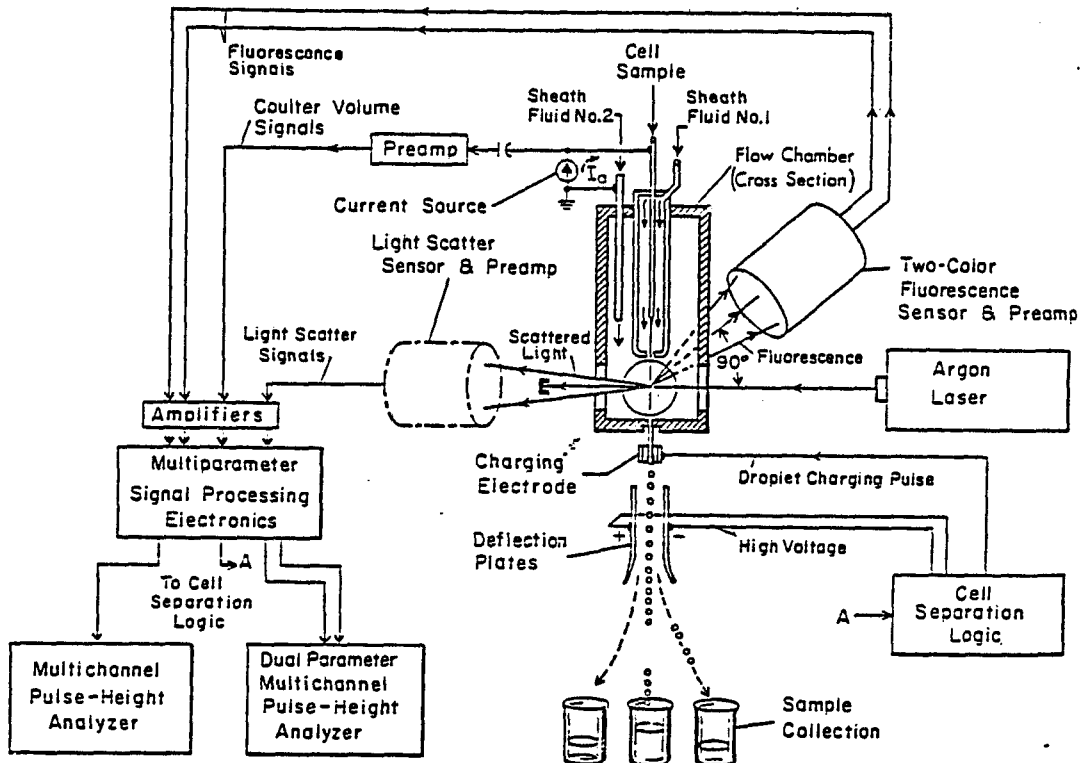 Fluorescance
Signals
Cell
Sample
Coulter Volume
Signals
Sheath
Fluid No.2
Sheath
Fluid No.1
Preamp
Flow Chamber
(Cross Section)
Ia
Current Source
Light Scatter
Sensor & Preamp
Two-Color
Fluorescence
Sensor & Preamp
Light Scatter
Signals
Scattered
Light
Fluorescence
90°
Argon
Laser
Amplifiers
Multiparameter
Signal Processing
Electronics
Charging
Electrode
Droplet Charging Pulse
Deflection
Plates
+
-
High Voltage
A
To Cell
Separation
Logic
A
Cell
Separation
Logic
Multichannel
Pulse-Height
Analyzer
Dual Parameter
Multichannel
Pulse-Height
Analyzer
Sample
Collection